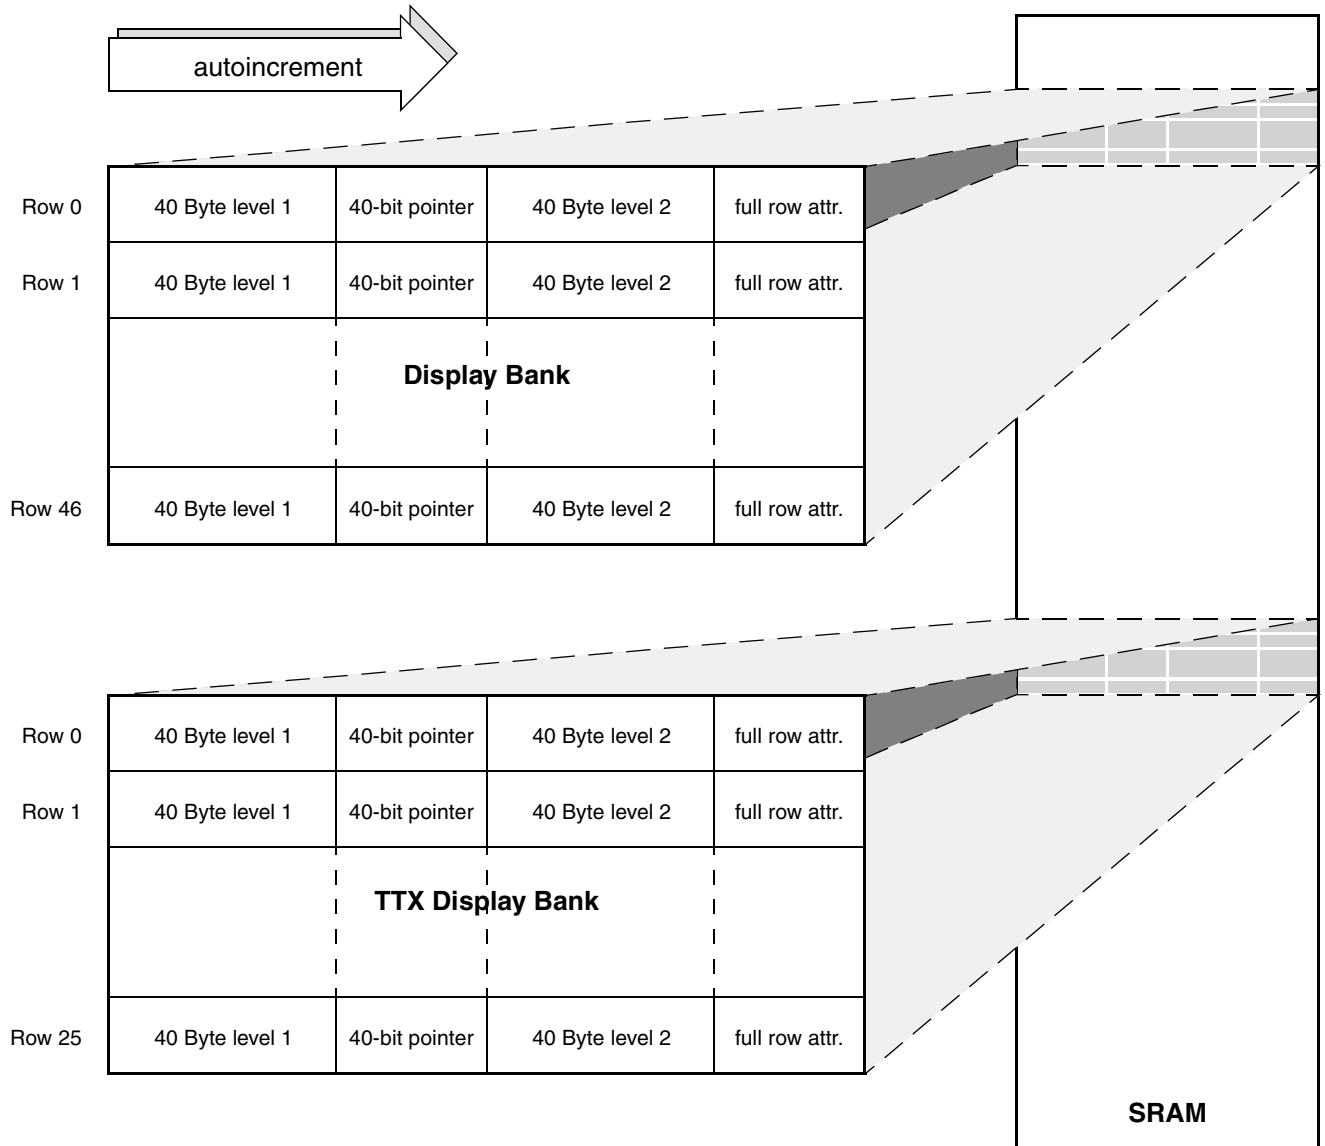 autoincrement
Row 0 40 Byte level 1 40-bit pointer 40 Byte level 2 full row attr.
Row 1 40 Byte level 1 40-bit pointer 40 Byte level 2 full row attr.
Display Bank
Row 46 40 Byte level 1 40-bit pointer 40 Byte level 2 full row attr.
Row 0 40 Byte level 1 40-bit pointer 40 Byte level 2 full row attr.
Row 1 40 Byte level 1 40-bit pointer 40 Byte level 2 full row attr.
TTX Display Bank
Row 25 40 Byte level 1 40-bit pointer 40 Byte level 2 full row attr.
SRAM